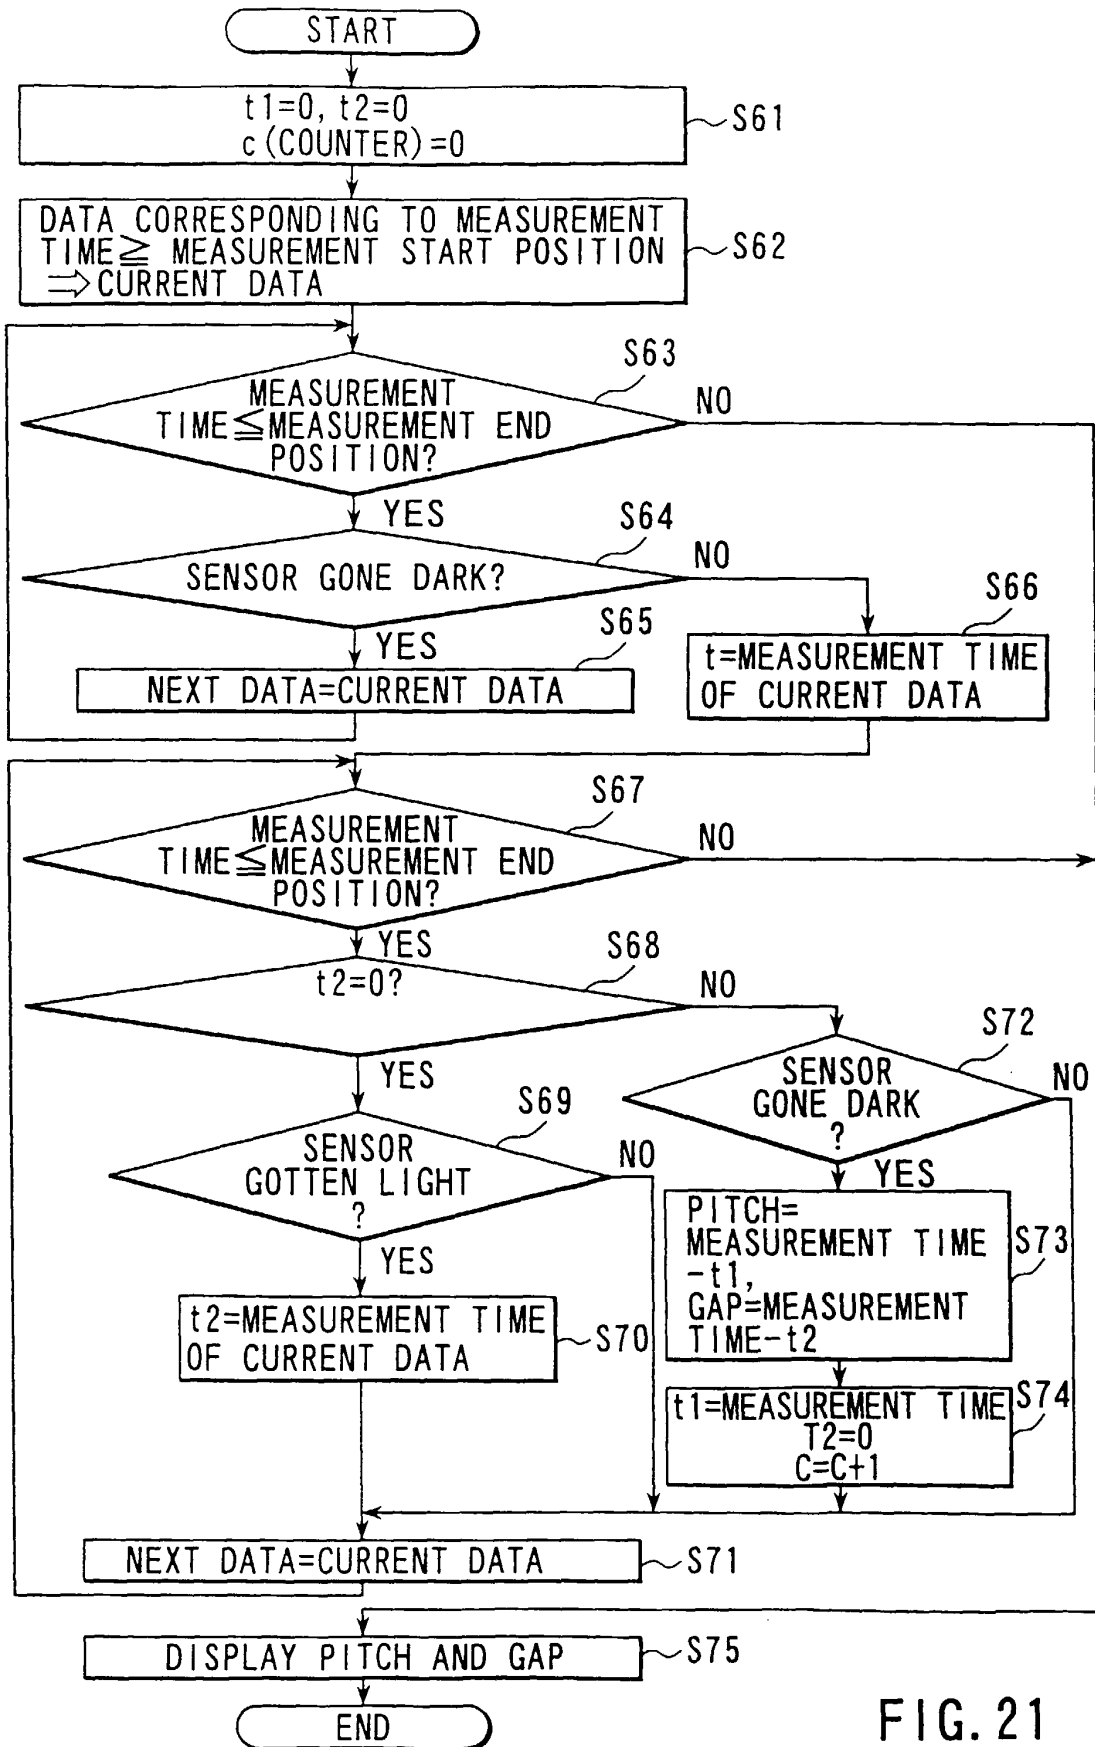 START
t1=0, t2=0
c(COUNTER)=0
S61
DATA CORRESPONDING TO MEASUREMENT
TIME≧ MEASUREMENT START POSITION
⇒CURRENT DATA
S62
S63
MEASUREMENT
TIME≦MEASUREMENT END
POSITION?
NO
YES
S64
SENSOR GONE DARK?
NO
YES
S65
NEXT DATA=CURRENT DATA
S66
t=MEASUREMENT TIME
OF CURRENT DATA
S67
MEASUREMENT
TIME≦MEASUREMENT END
POSITION?
NO
YES
S68
t2=0?
NO
YES
S69
SENSOR
GOTTEN LIGHT
?
NO
YES
S72
SENSOR
GONE DARK
?
NO
YES
t2=MEASUREMENT TIME
OF CURRENT DATA
S70
PITCH=
MEASUREMENT TIME
-t1,
GAP=MEASUREMENT
TIME-t2
S73
t1=MEASUREMENT TIME
T2=0
C=C+1
S74
NEXT DATA=CURRENT DATA
S71
DISPLAY PITCH AND GAP
S75
END
FIG. 21